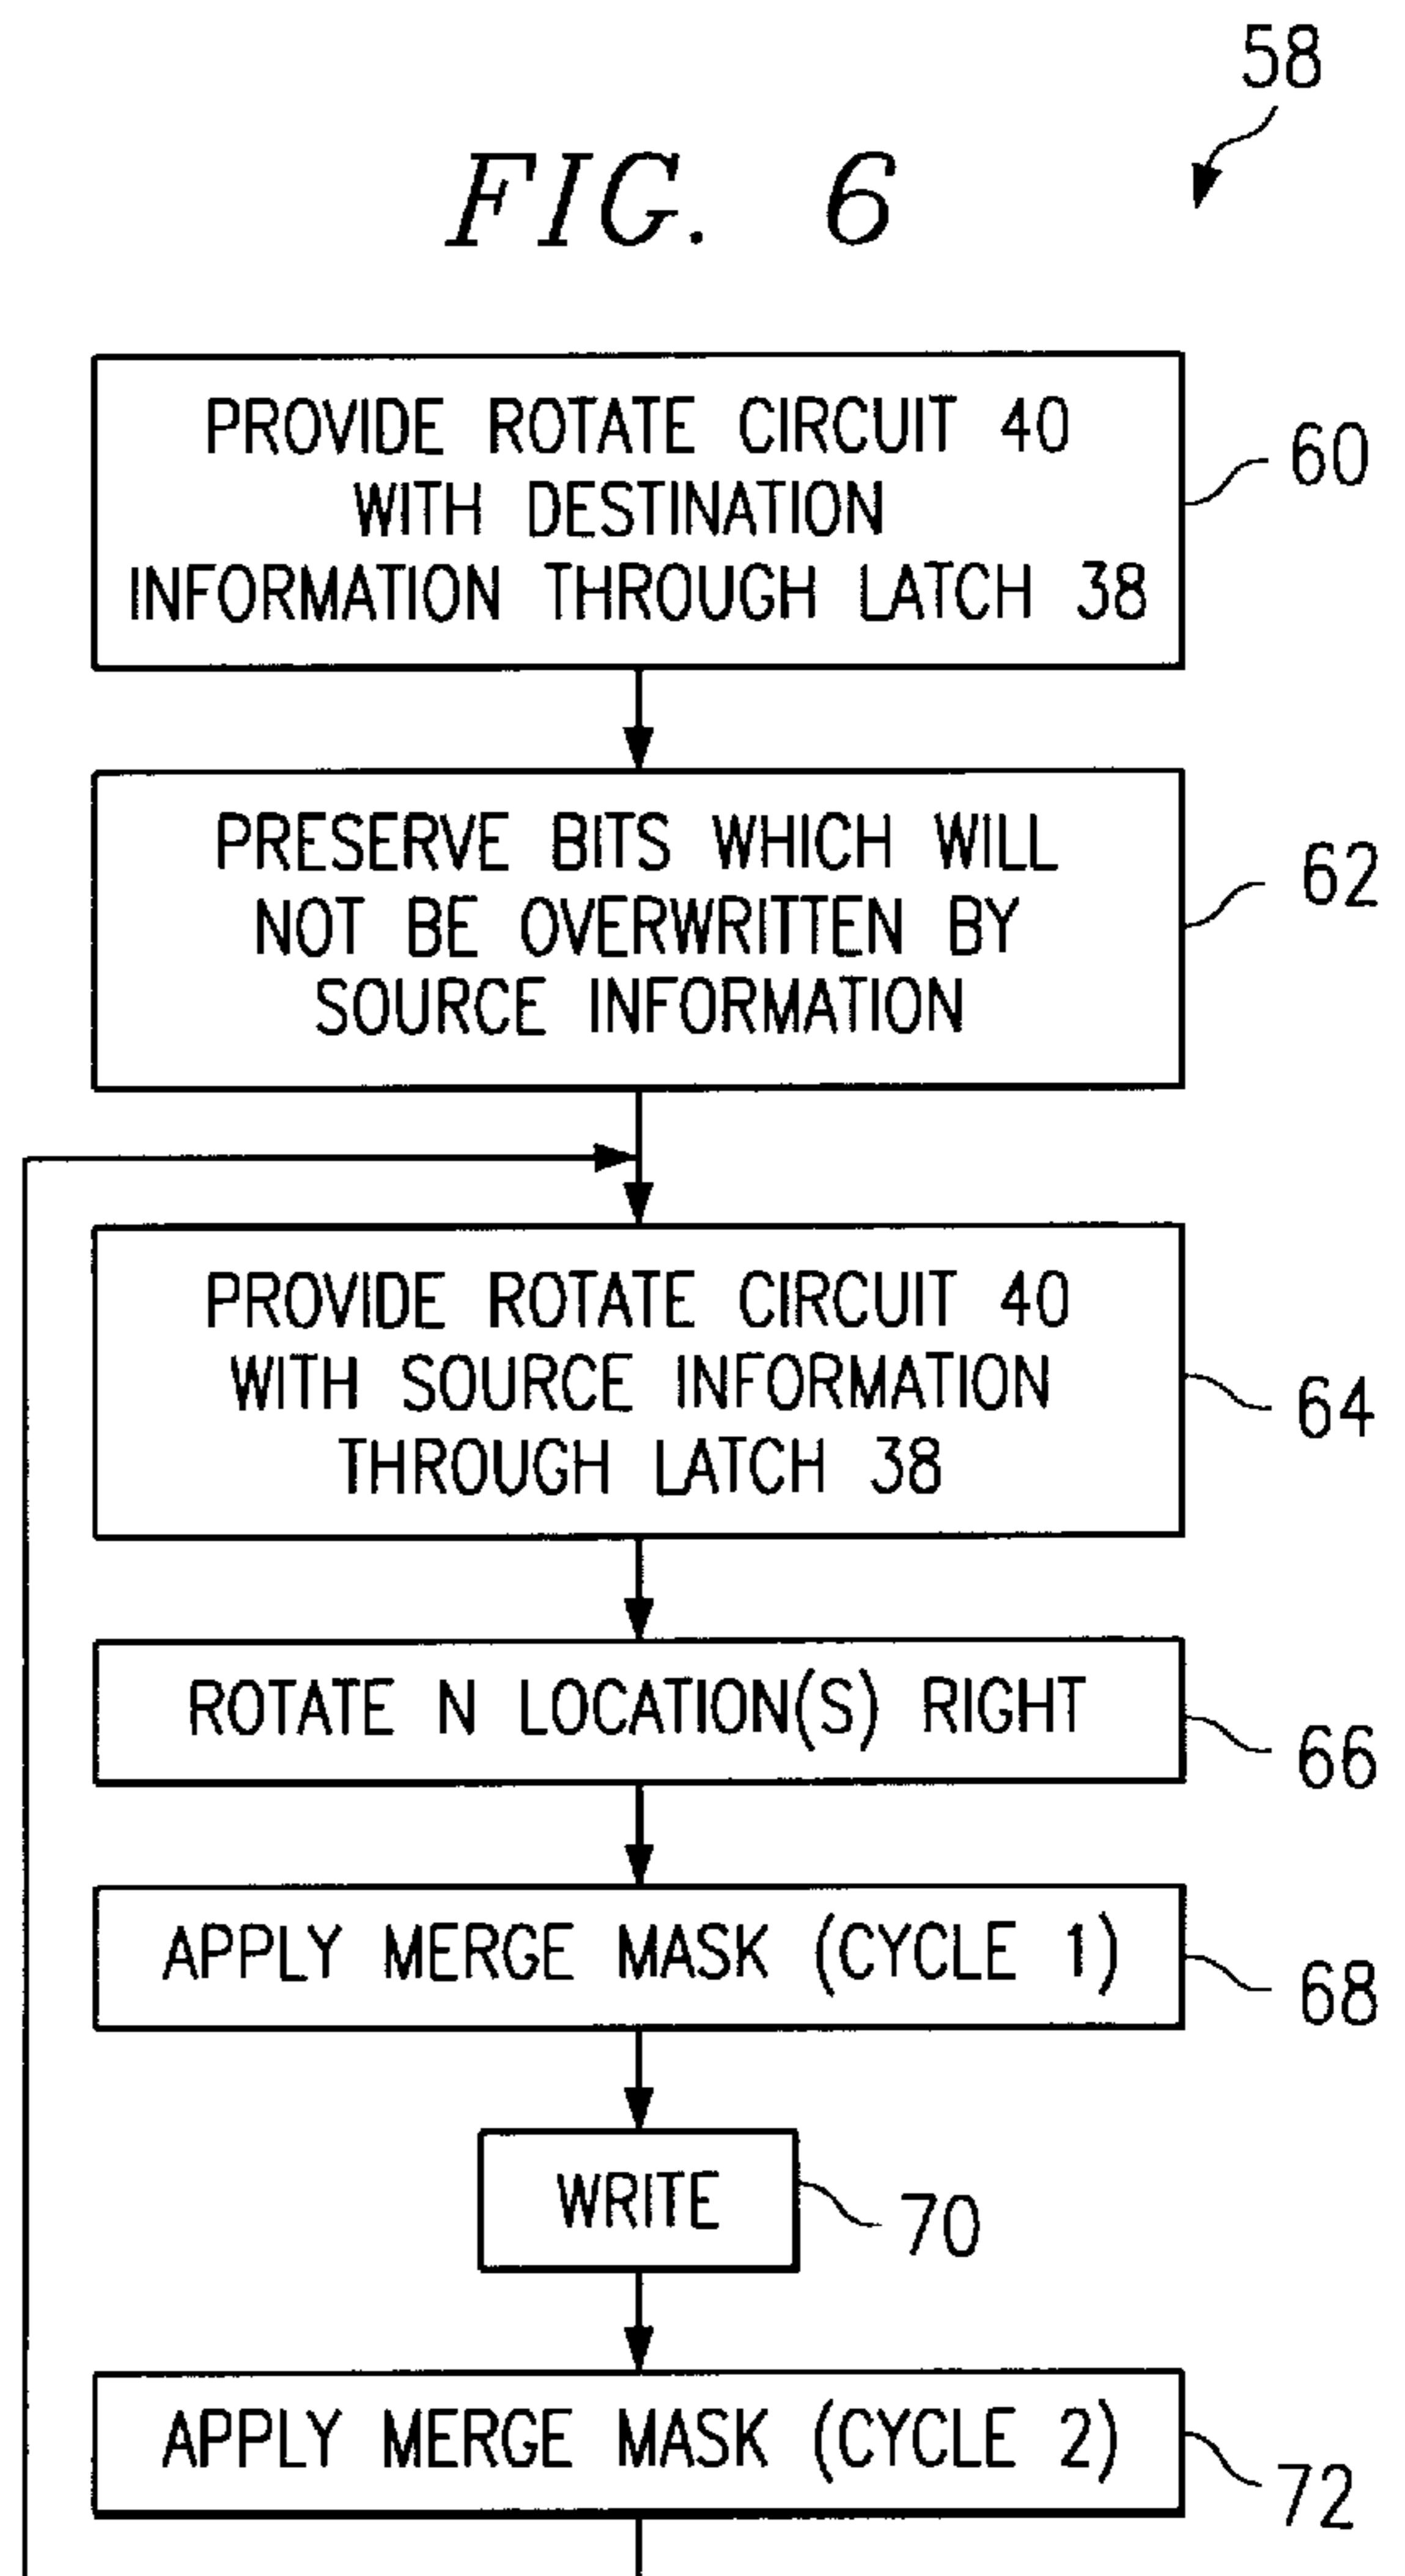 58
FIG. 6
PROVIDE ROTATE CIRCUIT 40
WITH DESTINATION
INFORMATION THROUGH LATCH 38
60
PRESERVE BITS WHICH WILL
NOT BE OVERWRITTEN BY
SOURCE INFORMATION
62
PROVIDE ROTATE CIRCUIT 40
WITH SOURCE INFORMATION
THROUGH LATCH 38
64
ROTATE N LOCATION(S) RIGHT
66
APPLY MERGE MASK (CYCLE 1)
68
WRITE
70
APPLY MERGE MASK (CYCLE 2)
72